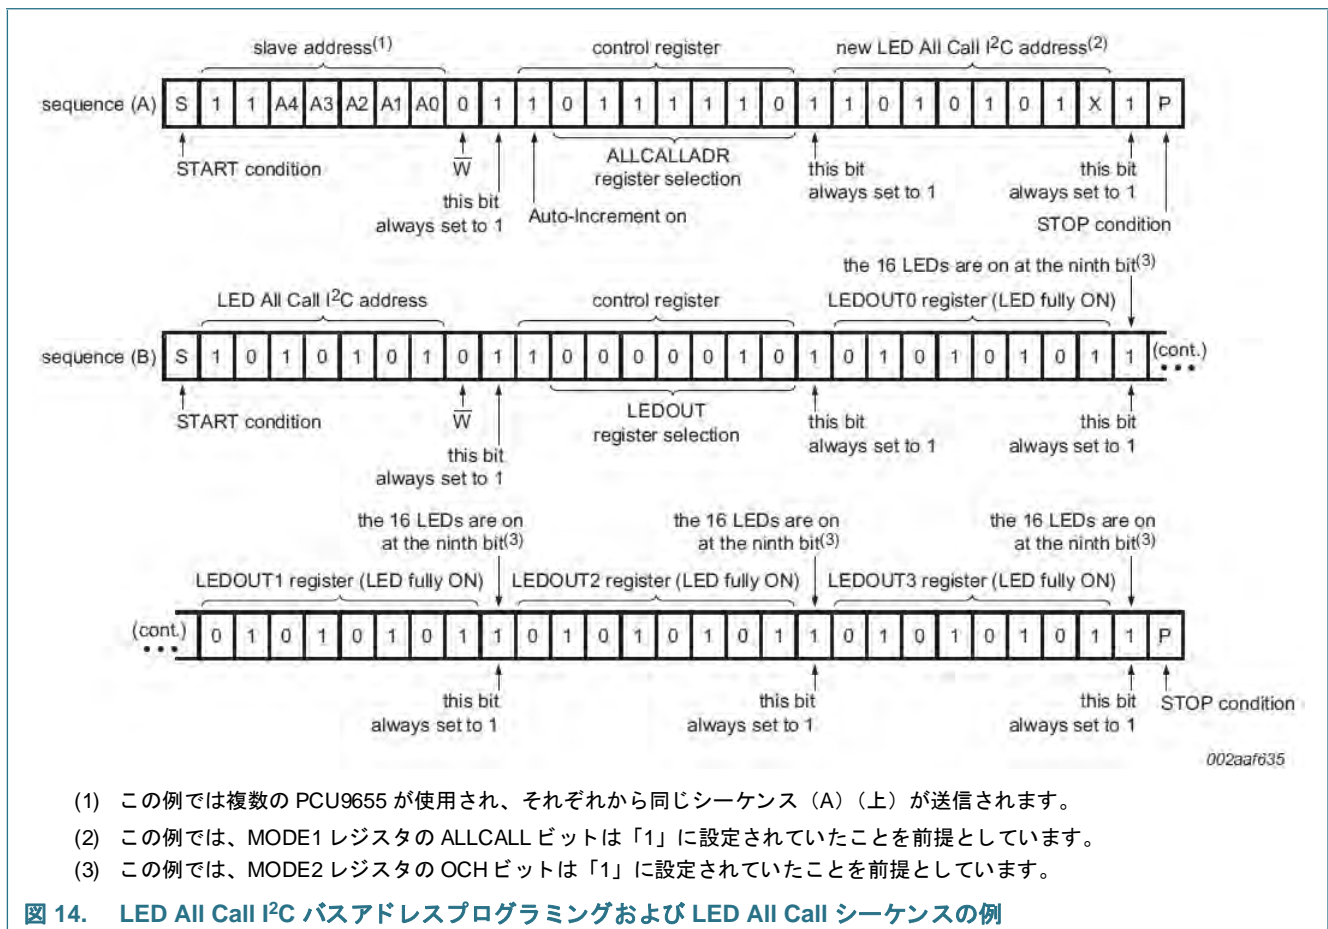 slave address(1) control register new LED All Call I2C address(2)
sequence (A) S 1 1 A4 A3 A2 A1 A0 0 1 1 0 1 1 1 1 1 0 1 1 0 1 0 1 0 1 X 1 P
START condition W this bit always set to 1 Auto-Increment on ALLCALLADR register selection this bit always set to 1 this bit always set to 1 STOP condition
the 16 LEDs are on at the ninth bit(3)
LED All Call I2C address control register LEDOUT0 register (LED fully ON)
sequence (B) S 1 0 1 0 1 0 1 0 1 1 0 0 0 0 0 1 0 1 0 1 0 1 0 1 0 1 1 (cont.)
START condition W this bit always set to 1 LEDOUT register selection this bit always set to 1 this bit always set to 1
the 16 LEDs are on at the ninth bit(3) the 16 LEDs are on at the ninth bit(3) the 16 LEDs are on at the ninth bit(3)
LEDOUT1 register (LED fully ON) LEDOUT2 register (LED fully ON) LEDOUT3 register (LED fully ON)
(cont.) 0 1 0 1 0 1 0 1 1 0 1 0 1 0 1 0 1 1 0 1 0 1 0 1 0 1 1 P
this bit always set to 1 this bit always set to 1 this bit always set to 1 STOP condition
002aaf635
(1) この例では複数の PCU9655 が使用され、それぞれから同じシーケンス（A）（上）が送信されます。
(2) この例では、MODE1 レジスタの ALLCALL ビットは「1」に設定されていたことを前提としています。
(3) この例では、MODE2 レジスタの OCH ビットは「1」に設定されていたことを前提としています。
図 14. LED All Call I2C バスアドレスプログラミングおよび LED All Call シーケンスの例